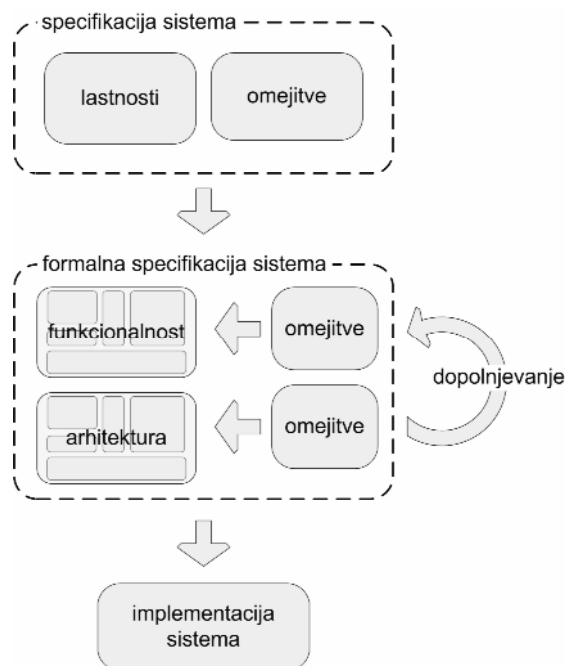 specifikacija sistema
lastnosti
omejitve
formalna specifikacija sistema
funkcionalnost
omejitve
dopolnjevanje
arhitektura
omejitve
implementacija
sistema